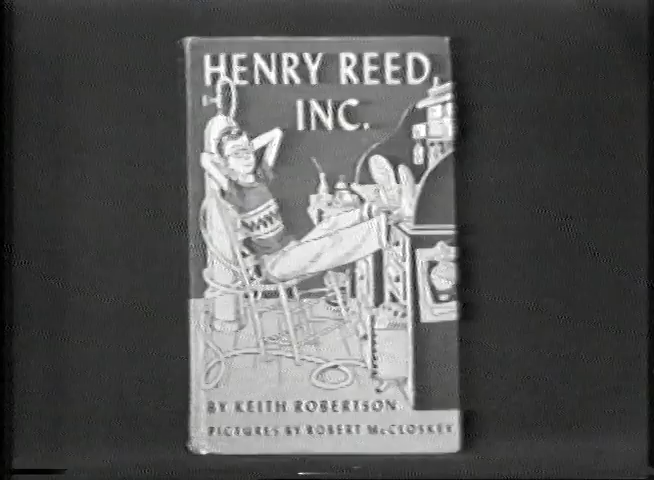 HENRY REED,
INC.
BY KEITH ROBERTSON
PICTURES BY ROBERT McCLOSKEY